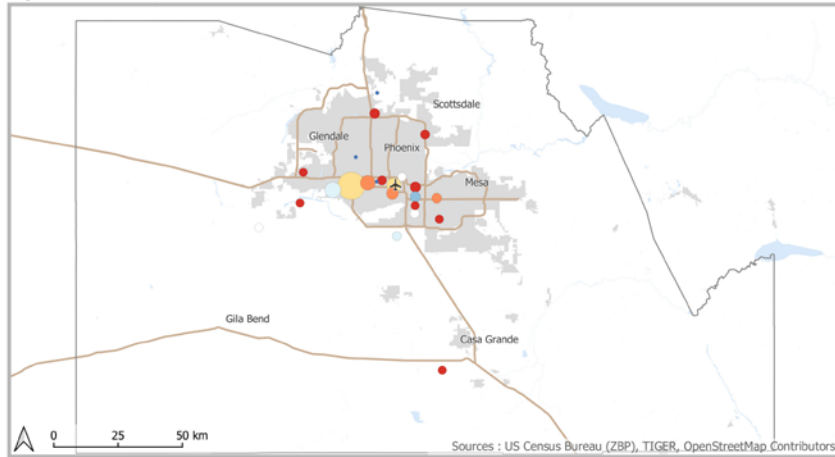 Scottsdale
Glendale
Phoenix
Mesa
Gila Bend
Casa Grande
0 25 50 km
Sources : US Census Bureau (ZBP), TIGER, OpenStreetMap Contributors